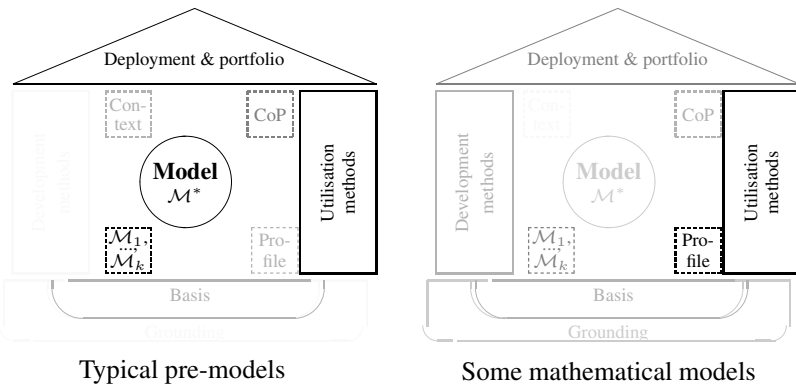 Deployment & portfolio
Con-
text
CoP
Development
methods
Model
ℳ*
Utilisation
methods
ℳ₁,
...,
ℳₖ
Pro-
file
Basis
Grounding
Typical pre-models
Deployment & portfolio
Con-
text
CoP
Development
methods
Model
ℳ*
Utilisation
methods
ℳ₁,
...,
ℳₖ
Pro-
file
Basis
Grounding
Some mathematical models